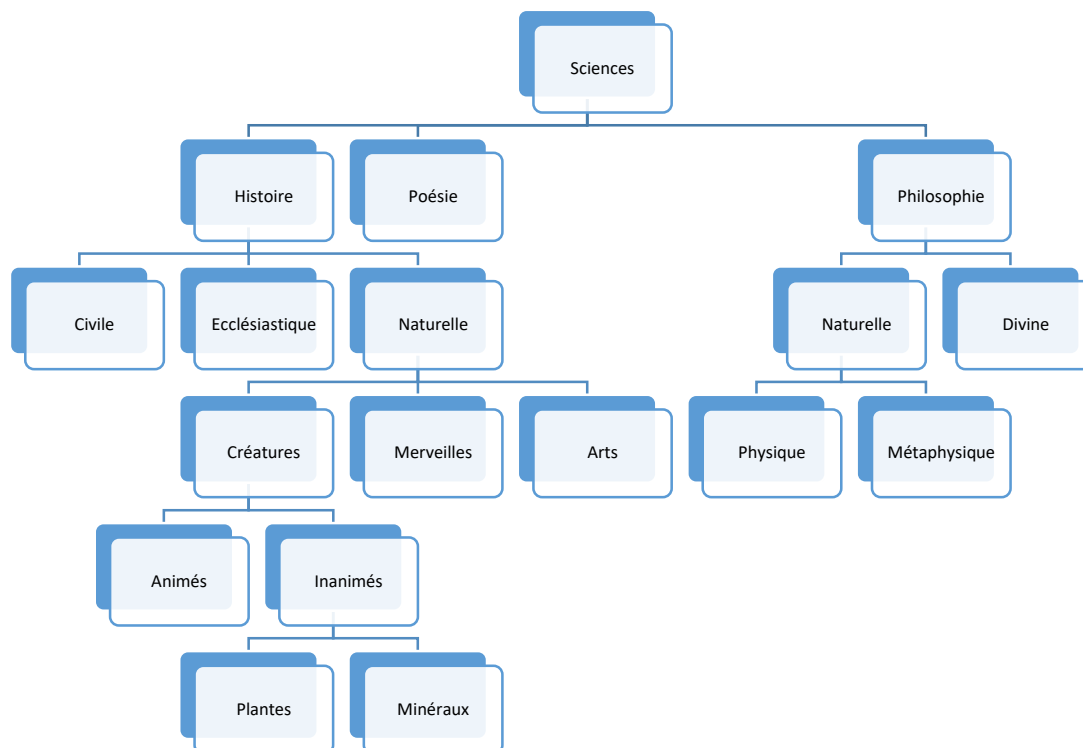 Sciences
Histoire
Poésie
Philosophie
Civile
Ecclésiastique
Naturelle
Naturelle
Divine
Créatures
Merveilles
Arts
Physique
Métaphysique
Animés
Inanimés
Plantes
Minéraux